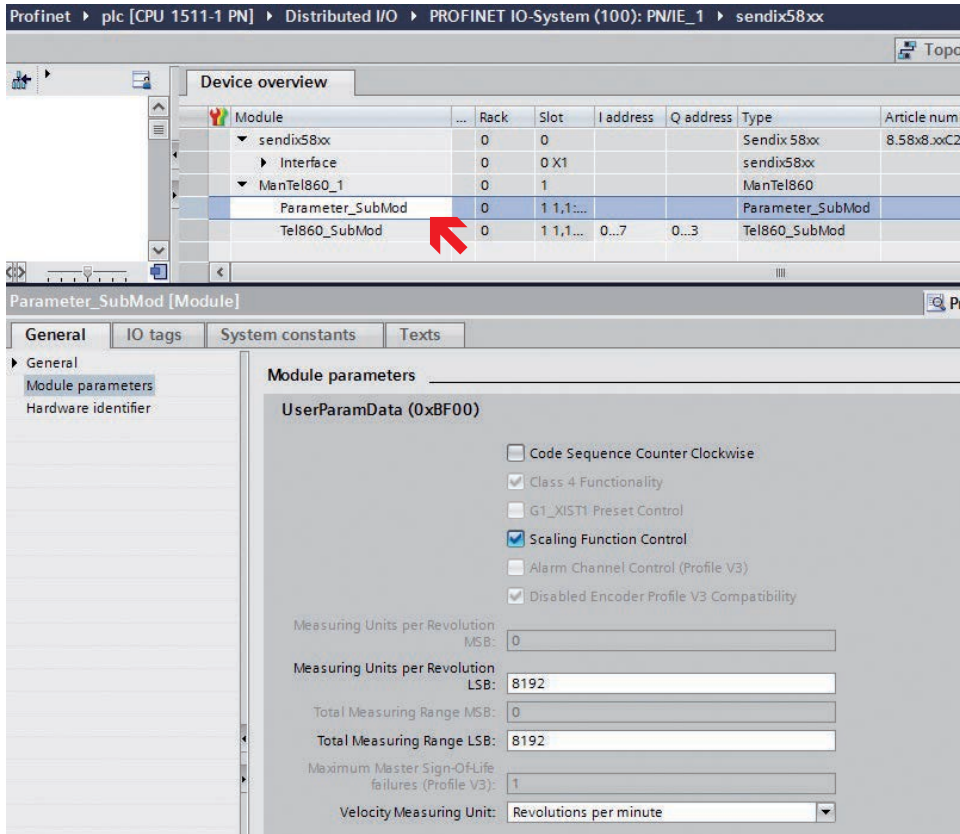 Profinet ▸ plc [CPU 1511-1 PN] ▸ Distributed I/O ▸ PROFINET IO-System (100): PN/IE_1 ▸ sendix58xx
Topo
Device overview
Module ... Rack Slot I address Q address Type Article num
sendix58xx 0 0 Sendix 58xx 8.58x8.xxC2
Interface 0 0 X1 sendix58xx
ManTel860_1 0 1 ManTel860
Parameter_SubMod 0 1 1,1:... Parameter_SubMod
Tel860_SubMod 0 1 1,1... 0...7 0...3 Tel860_SubMod
Parameter_SubMod [Module]
General IO tags System constants Texts
General
Module parameters
Hardware identifier
Module parameters
UserParamData (0xBF00)
Code Sequence Counter Clockwise
Class 4 Functionality
G1_XIST1 Preset Control
Scaling Function Control
Alarm Channel Control (Profile V3)
Disabled Encoder Profile V3 Compatibility
Measuring Units per Revolution
MSB: 0
Measuring Units per Revolution
LSB: 8192
Total Measuring Range MSB: 0
Total Measuring Range LSB: 8192
Maximum Master Sign-Of-Life
failures (Profile V3): 1
Velocity Measuring Unit: Revolutions per minute